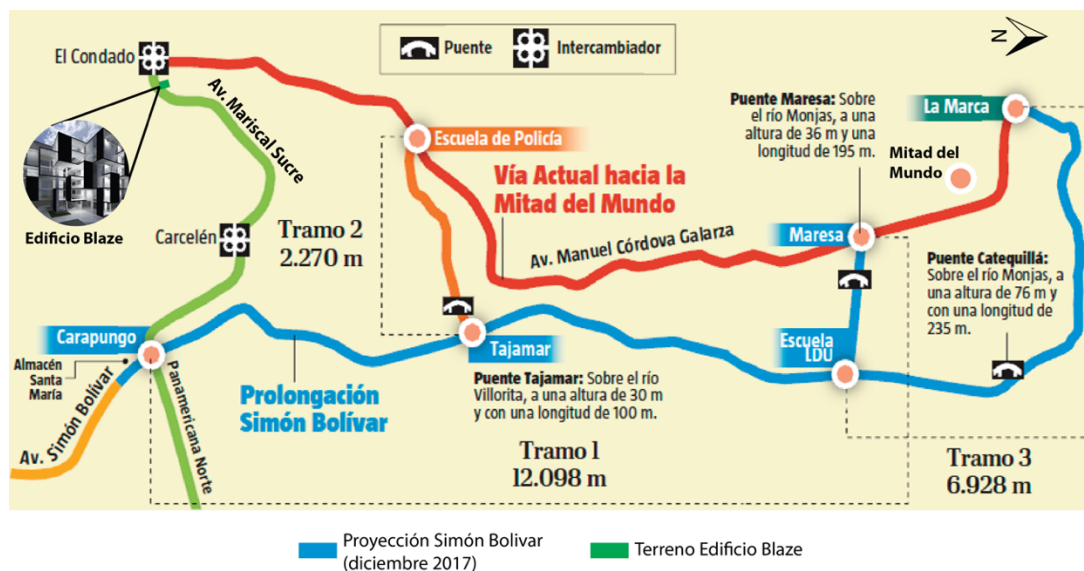 El Condado
Puente
Intercambiador
N
Av. Mariscal Sucre
Edificio Blaze
Escuela de Policía
Puente Maresa: Sobre
el río Monjas, a una
altura de 36 m y una
longitud de 195 m.
La Marca
Mitad del
Mundo
Vía Actual hacia la
Mitad del Mundo
Carcelén
Tramo 2
2.270 m
Av. Manuel Córdova Galarza
Maresa
Puente Catequillá:
Sobre el río Monjas, a
una altura de 76 m y
con una longitud de
235 m.
Carapungo
Almacén
Santa
María
Tajamar
Escuela
LDU
Prolongación
Simón Bolívar
Puente Tajamar: Sobre el río
Villorita, a una altura de 30 m
y con una longitud de 100 m.
Av. Simón Bolívar
Panamericana Norte
Tramo 1
12.098 m
Tramo 3
6.928 m
Proyección Simón Bolivar
(diciembre 2017)
Terreno Edificio Blaze